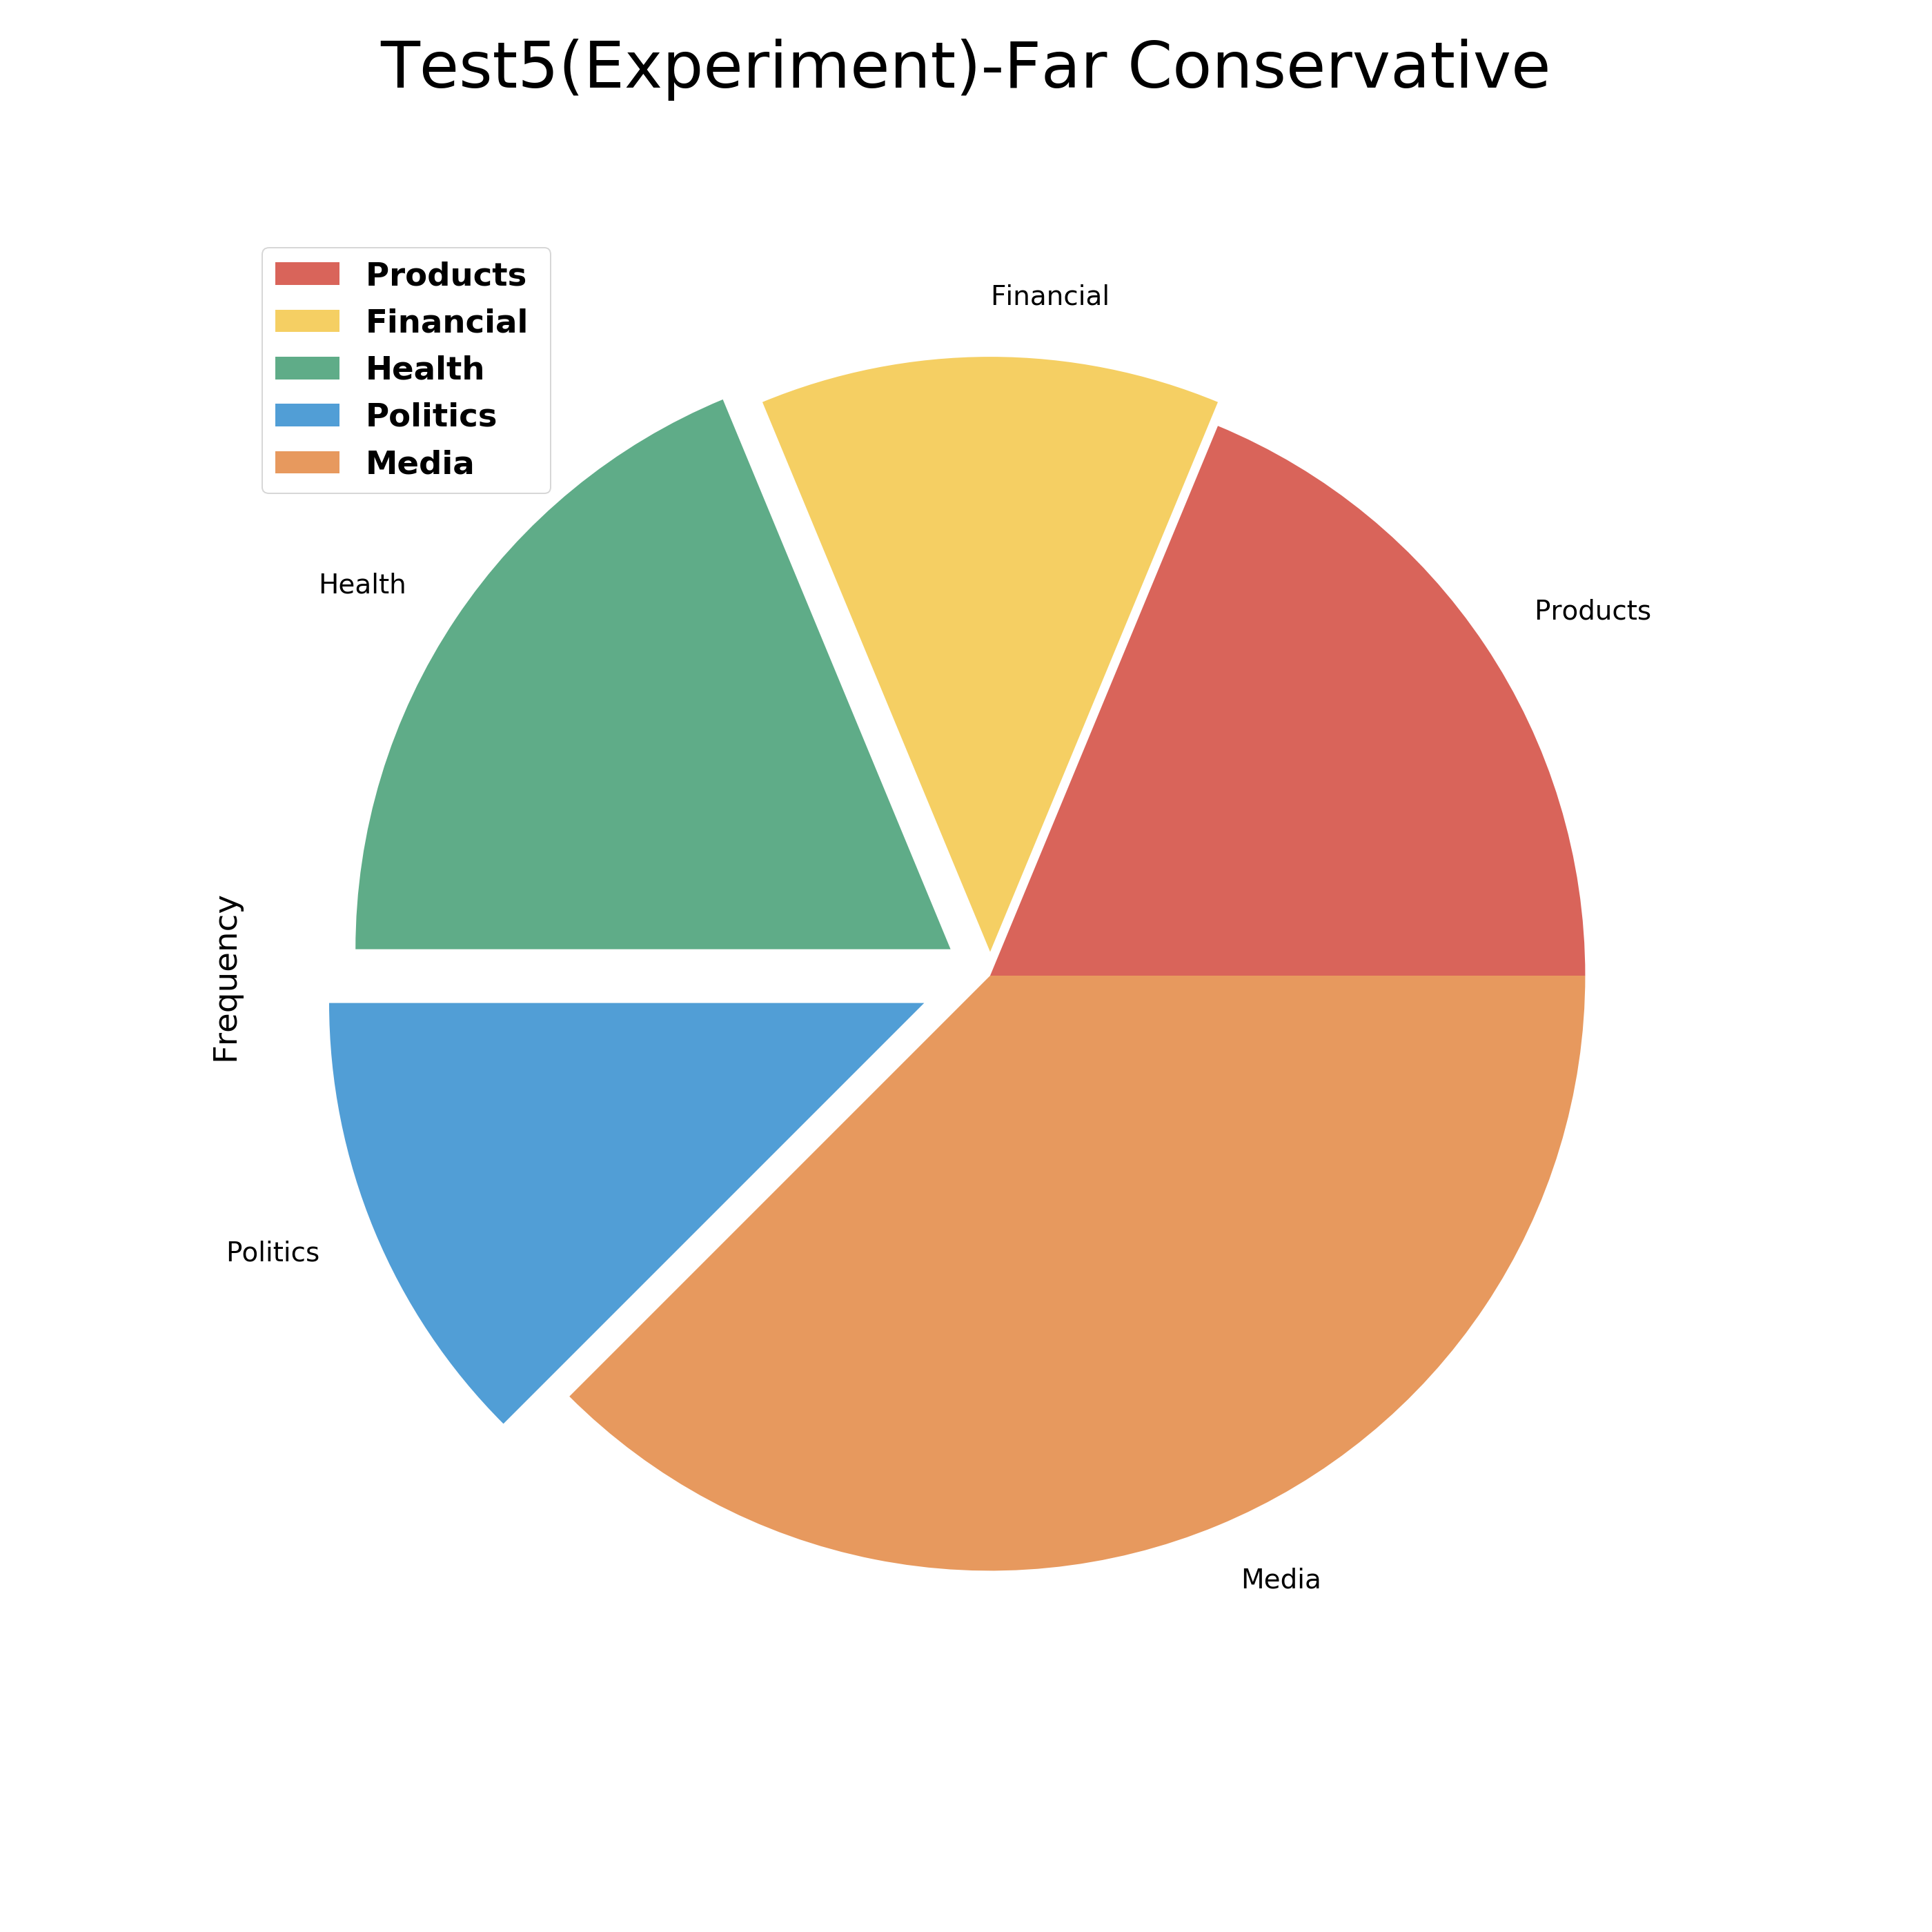 Test5(Experiment)-Far Conservative
Products
Financial
Health
Politics
Media
Financial
Health
Products
Frequency
Politics
Media